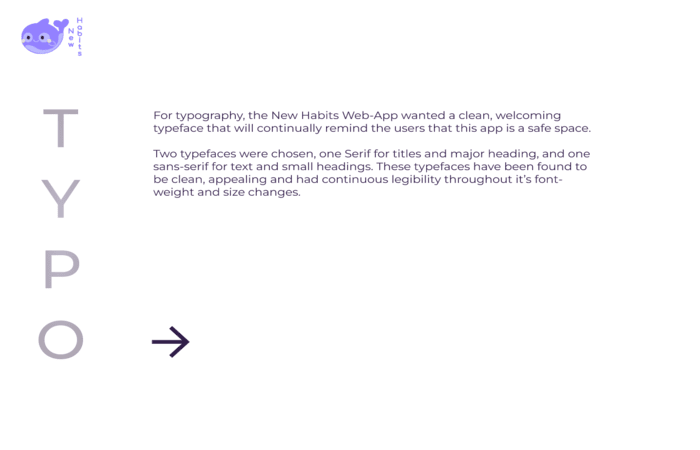 New
Habits
TYPO
For typography, the New Habits Web-App wanted a clean, welcoming
typeface that will continually remind the users that this app is a safe space.
Two typefaces were chosen, one Serif for titles and major heading, and one
sans-serif for text and small headings. These typefaces have been found to
be clean, appealing and had continuous legibility throughout it’s font-
weight and size changes.